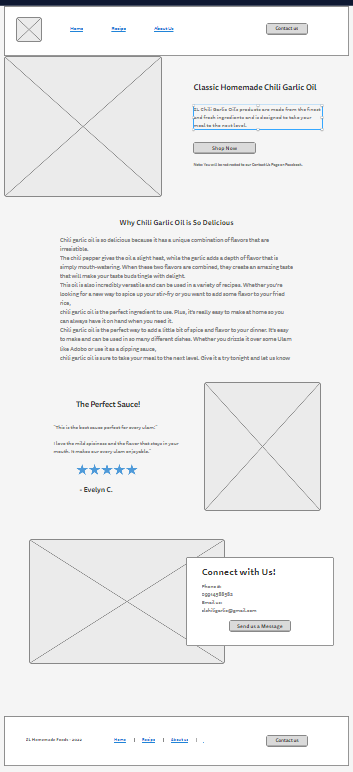 Home Recipe About Us Contact us
Classic Homemade Chili Garlic Oil
EL Chili Garlic Oils products are made from the finest
and fresh ingredients and is designed to take your
meal to the next level.
Shop Now
Note: You will be redirected to our Contact Us Page on Facebook.
Why Chili Garlic Oil is So Delicious
Chili garlic oil is so delicious because it has a unique combination of flavors that are
irresistible.
The chili pepper gives the oil a slight heat, while the garlic adds a depth of flavor that is
simply mouth-watering. When these two flavors are combined, they create an amazing taste
that will make your taste buds tingle with delight.
This oil is also incredibly versatile and can be used in a variety of recipes. Whether you're
looking for a new way to spice up your stir-fry or you want to add some flavor to your fried
rice,
chili garlic oil is the perfect ingredient to use. Plus, it's really easy to make at home so you
can always have it on hand when you need it.
Chili garlic oil is the perfect way to add a little bit of spice and flavor to your dinner. It's easy
to make and can be used in so many different dishes. Whether you drizzle it over some Ulam
like Adobo or use it as a dipping sauce,
chili garlic oil is sure to take your meal to the next level. Give it a try tonight and let us know
The Perfect Sauce!
"This is the best sauce perfect for every ulam!"
I love the mild spiciness and the flavor that stays in your
mouth. It makes our every ulam enjoyable."
- Evelyn C.
Connect with Us!
Phone #:
Email us:
elchiligarlic@gmail.com
Send us a Message
EL Homemade Foods - 2022 Home | Recipe | About us | Contact us